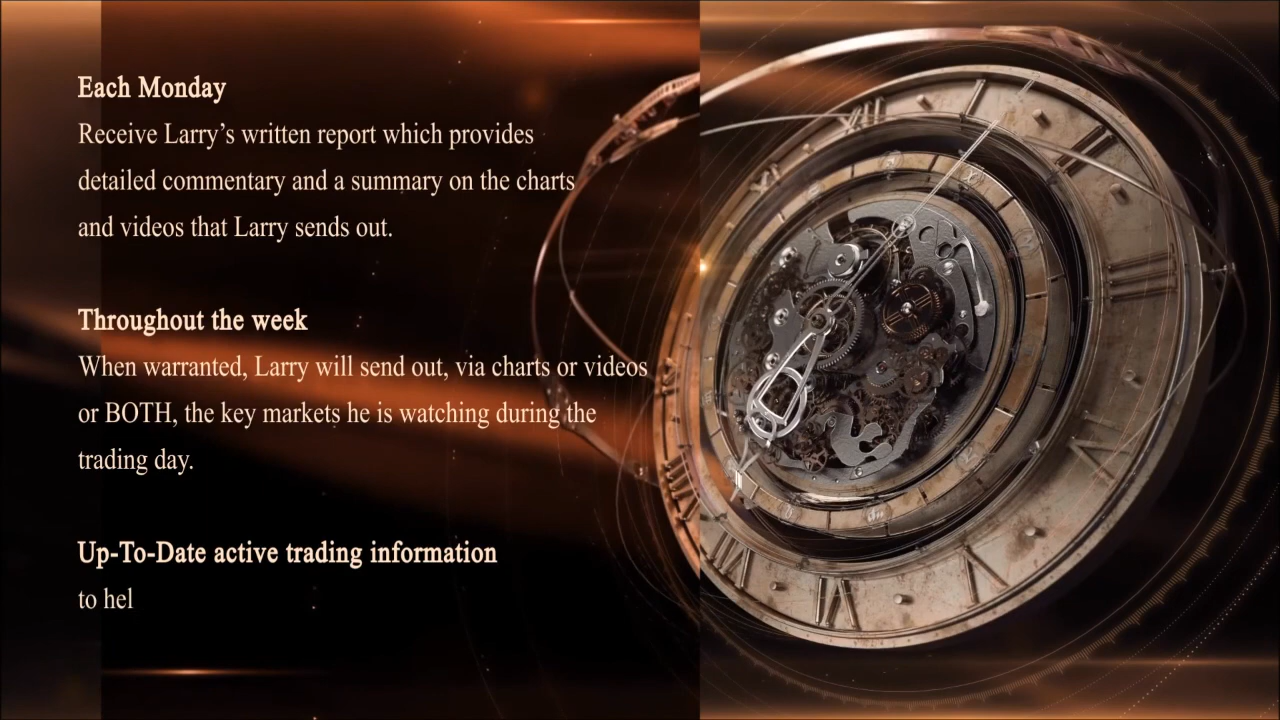 Each Monday
Receive Larry’s written report which provides
detailed commentary and a summary on the charts
and videos that Larry sends out.
Throughout the week
When warranted, Larry will send out, via charts or videos
or BOTH, the key markets he is watching during the
trading day.
Up-To-Date active trading information
to hel